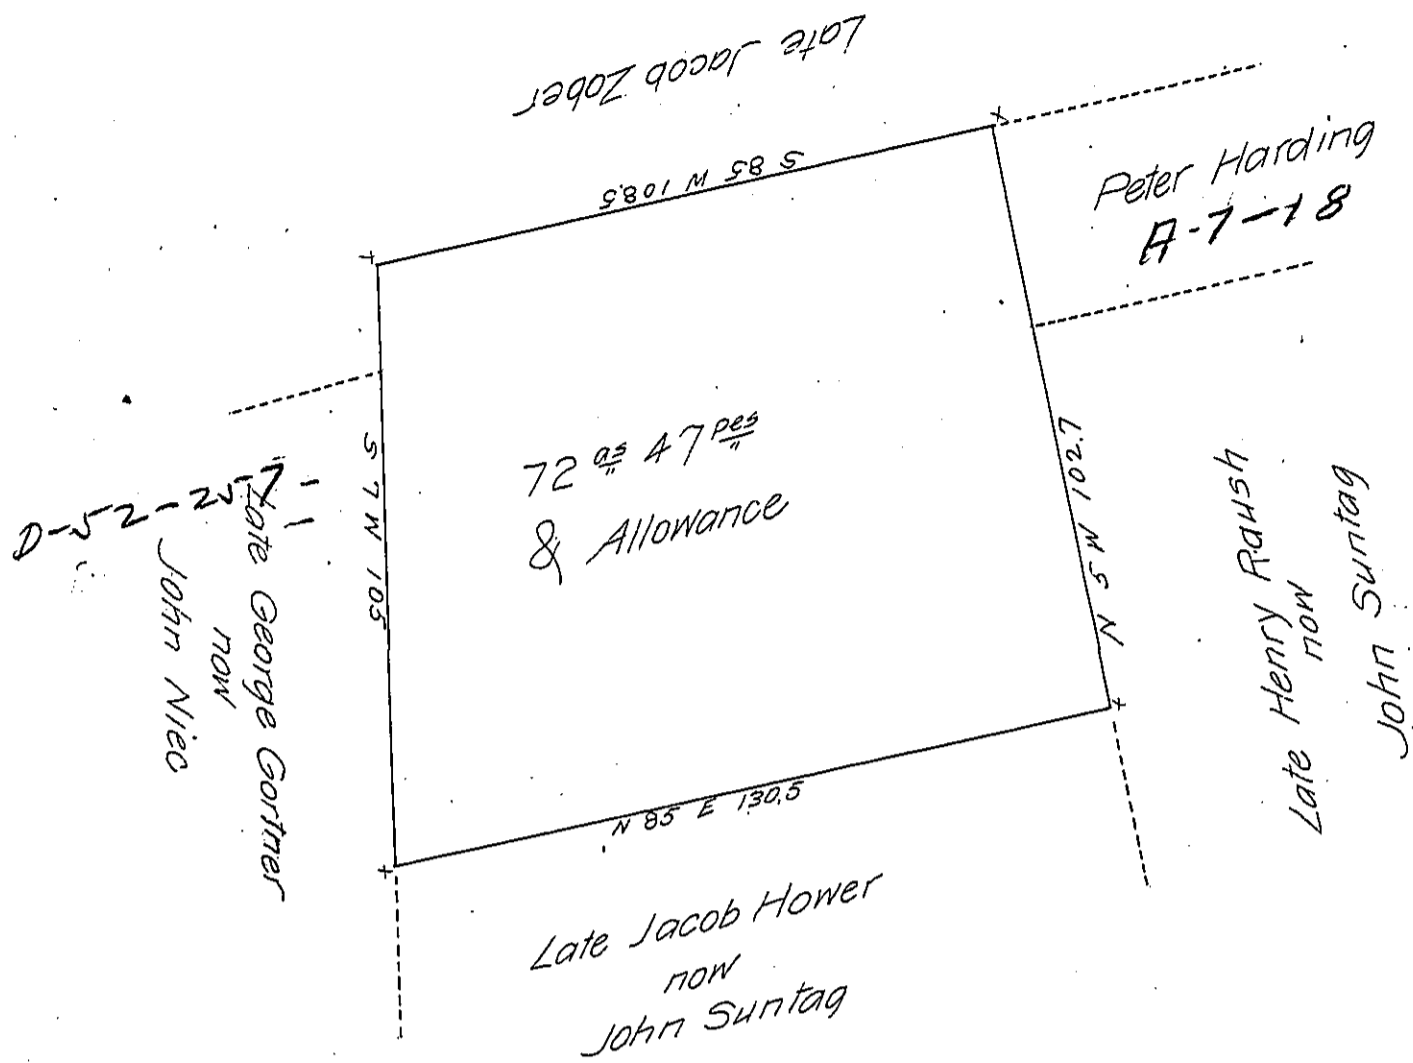 Late Jacob Zober
S 85 W 108.5
Peter Harding
A-7-18
72 as 47 pes
& Allowance
S 7 W 105
N 5 W 102.7
D-52-257-
Late George Gortner
now
John Niec
Late Henry Raush
now
John Suntag
N 85 E 130.5
Late Jacob Hower
now
John Suntag